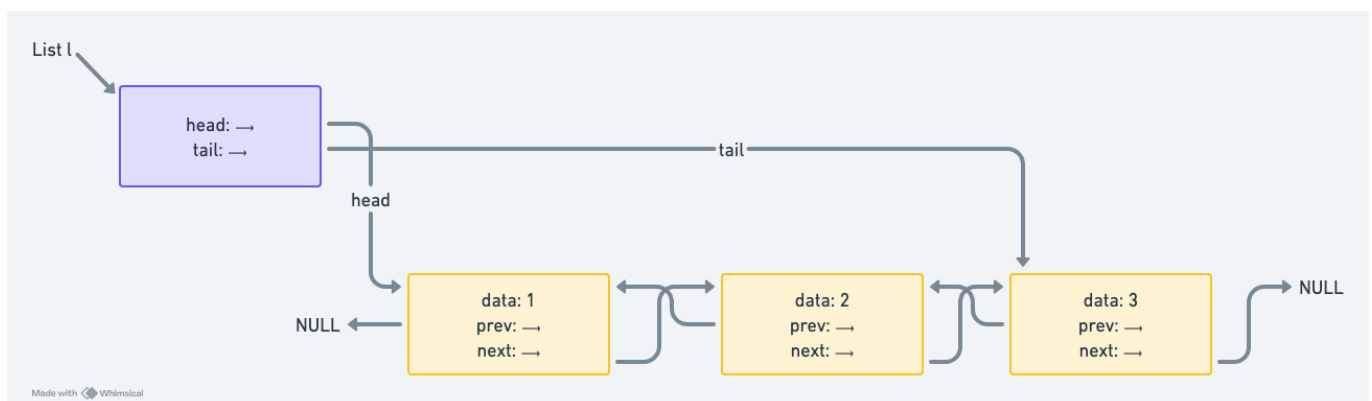 List l
head: →
tail: →
tail
head
data: 1
prev: →
next: →
data: 2
prev: →
next: →
data: 3
prev: →
next: →
NULL
NULL
Made with Whimsical